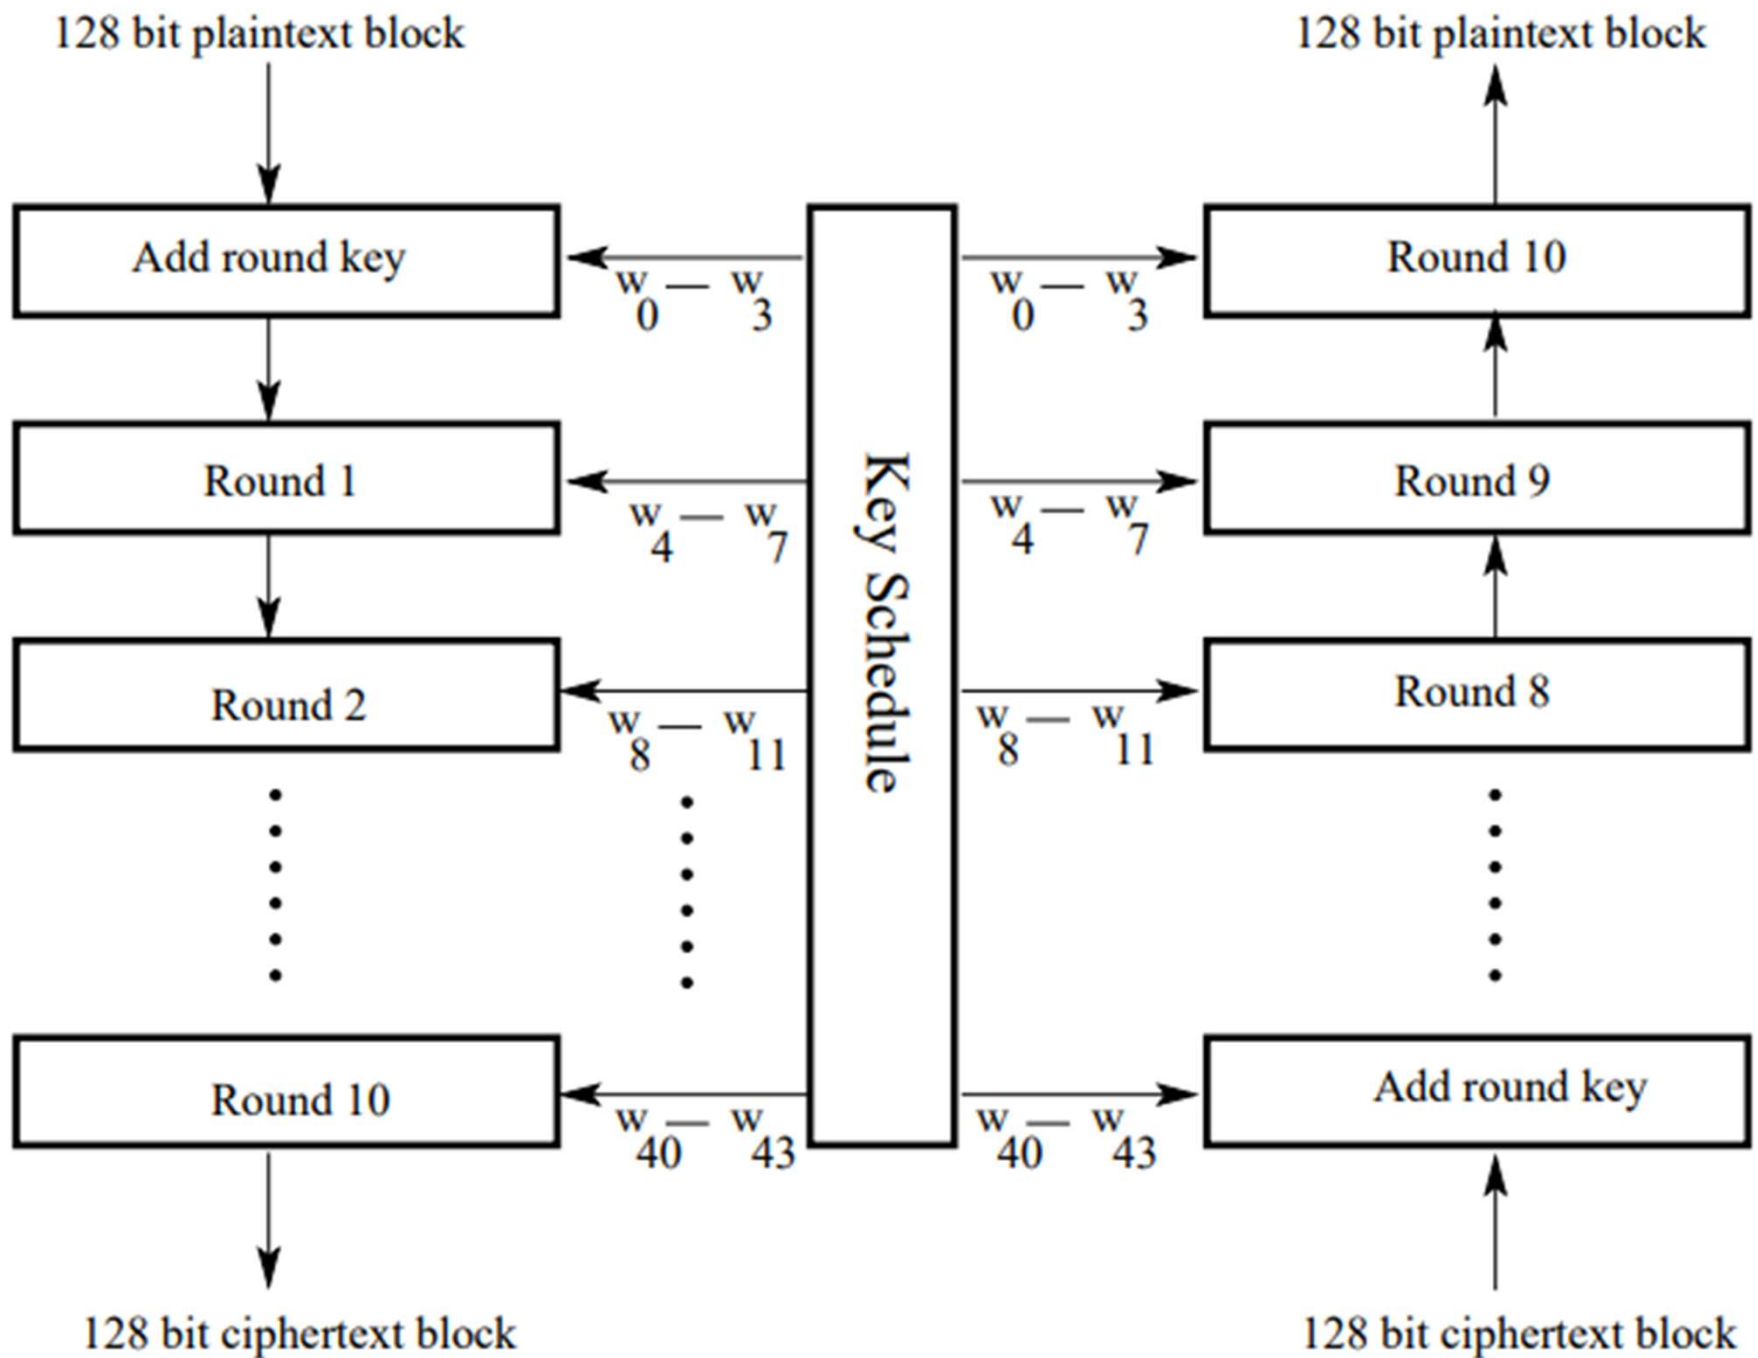 128 bit plaintext block
128 bit plaintext block
Add round key
w0 — w3
w0 — w3
Round 10
Round 1
w4 — w7
Key Schedule
w4 — w7
Round 9
Round 2
w8 — w11
w8 — w11
Round 8
Round 10
w40 — w43
w40 — w43
Add round key
128 bit ciphertext block
128 bit ciphertext block